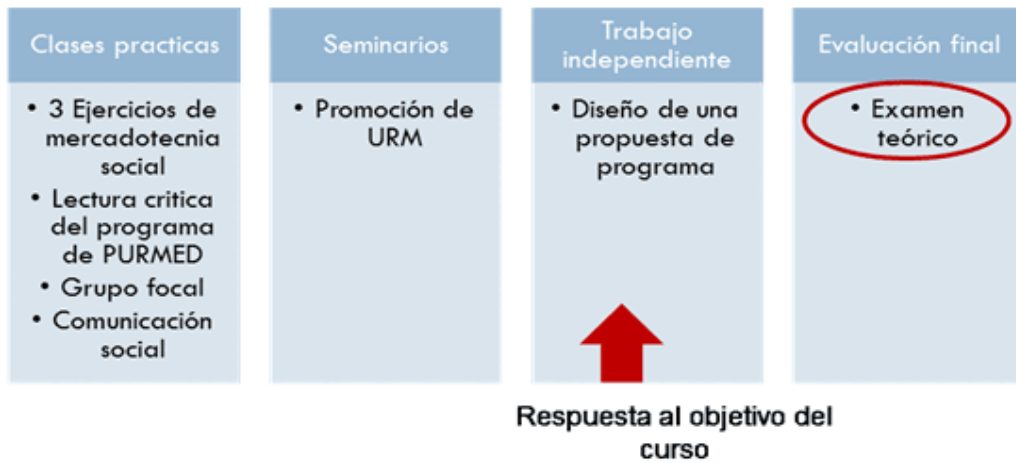 Clases practicas
• 3 Ejercicios de
mercadotecnia
social
• Lectura critica
del programa
de PURMED
• Grupo focal
• Comunicación
social
Seminarios
• Promoción de
URM
Trabajo
independiente
• Diseño de una
propuesta de
programa
Evaluación final
• Examen
teórico
Respuesta al objetivo del
curso